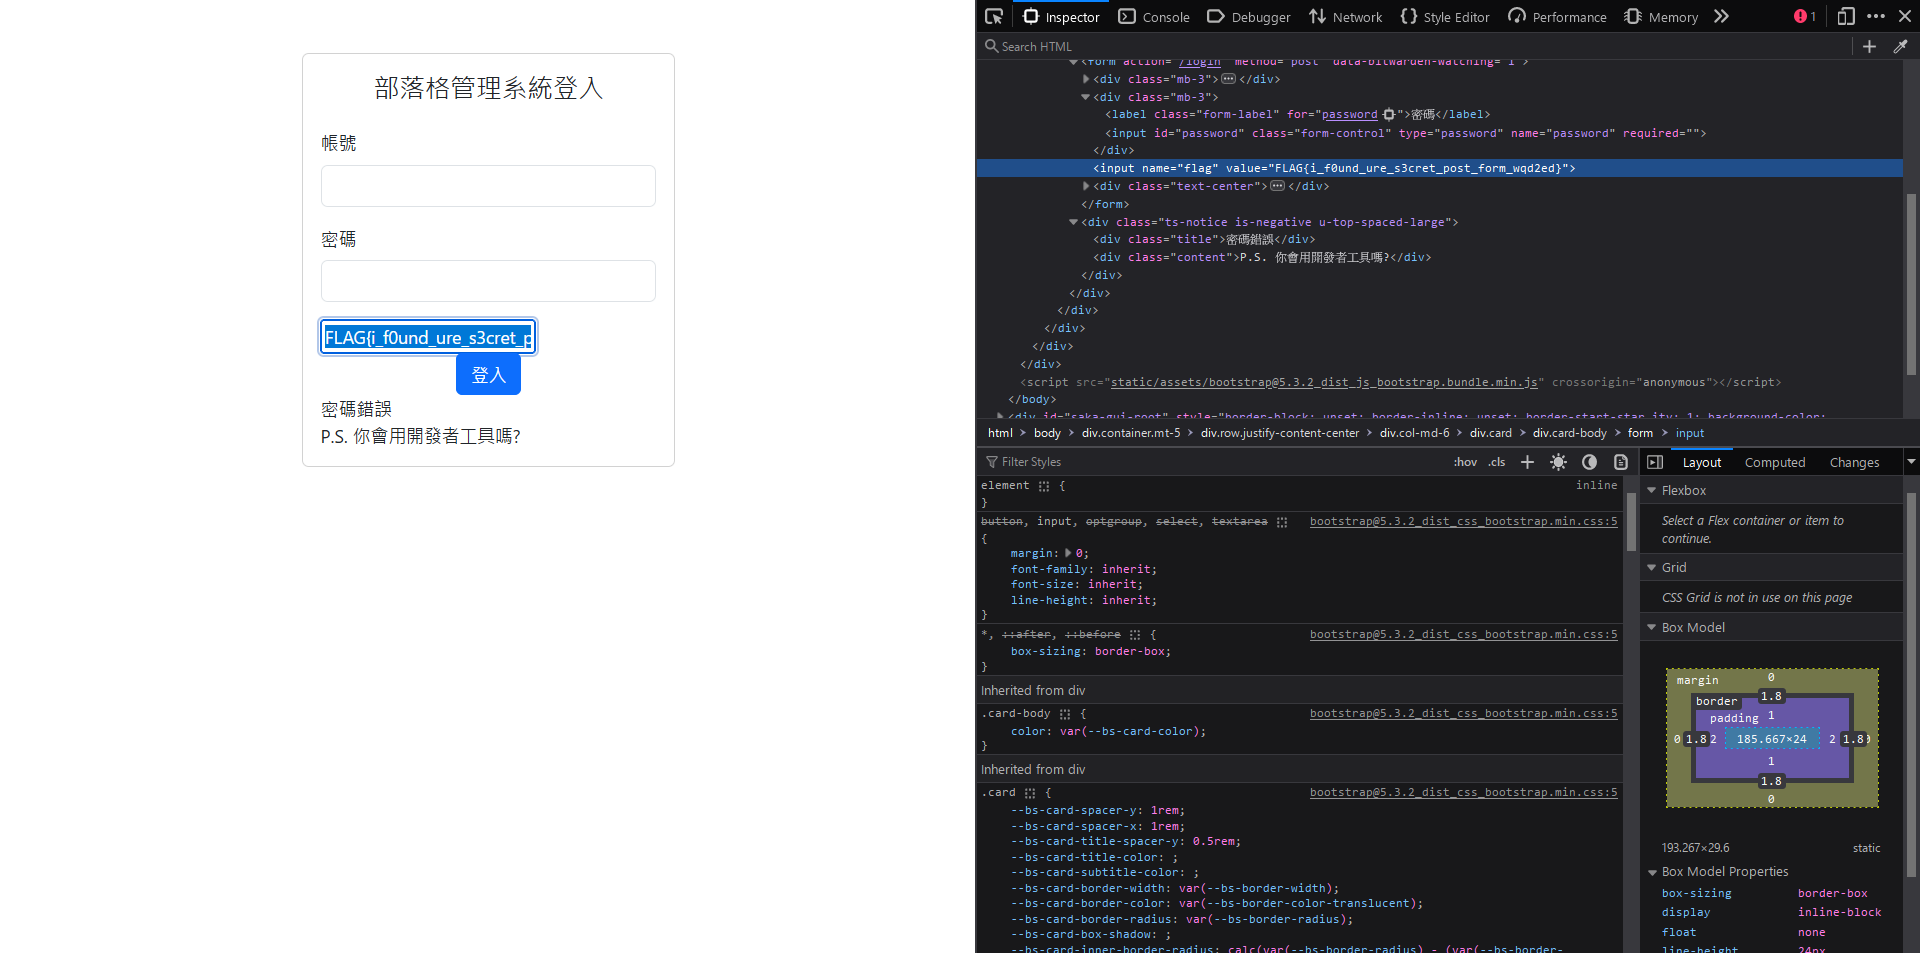 部落格管理系統登入
帳號
密碼
FLAG{i_f0und_ure_s3cret_p
登入
密碼錯誤
P.S. 你會用開發者工具嗎?
Inspector Console Debugger Network Style Editor Performance Memory 1
Search HTML
<form action="/login" method="post" data-bitwarden-watching="1">
<div class="mb-3"> </div>
<div class="mb-3">
<label class="form-label" for="password">密碼</label>
<input id="password" class="form-control" type="password" name="password" required="">
</div>
<input name="flag" value="FLAG{i_f0und_ure_s3cret_post_form_wqd2ed}">
<div class="text-center"> </div>
</form>
<div class="ts-notice is-negative u-top-spaced-large">
<div class="title">密碼錯誤</div>
<div class="content">P.S. 你會用開發者工具嗎?</div>
</div>
</div>
</div>
</div>
</div>
</div>
<script src="static/assets/bootstrap@5.3.2_dist_js_bootstrap.bundle.min.js" crossorigin="anonymous"></script>
</body>
<div id="saka-gui-root" style="border-block: unset; border-inline: unset; border-start-star ity: 1; background-color:
html > body > div.container.mt-5 > div.row.justify-content-center > div.col-md-6 > div.card > div.card-body > form > input
Filter Styles :hov .cls
element { inline
}
button, input, optgroup, select, textarea bootstrap@5.3.2_dist_css_bootstrap.min.css:5
{
margin: 0;
font-family: inherit;
font-size: inherit;
line-height: inherit;
}
*, ::after, ::before { bootstrap@5.3.2_dist_css_bootstrap.min.css:5
box-sizing: border-box;
}
Inherited from div
.card-body { bootstrap@5.3.2_dist_css_bootstrap.min.css:5
color: var(--bs-card-color);
}
Inherited from div
.card { bootstrap@5.3.2_dist_css_bootstrap.min.css:5
--bs-card-spacer-y: 1rem;
--bs-card-spacer-x: 1rem;
--bs-card-title-spacer-y: 0.5rem;
--bs-card-title-color: ;
--bs-card-subtitle-color: ;
--bs-card-border-width: var(--bs-border-width);
--bs-card-border-color: var(--bs-border-color-translucent);
--bs-card-border-radius: var(--bs-border-radius);
--bs-card-box-shadow: ;
--bs-card-inner-border-radius: calc(var(--bs-border-radius) - (var(--bs-border-
Layout Computed Changes
Flexbox
Select a Flex container or item to
continue.
Grid
CSS Grid is not in use on this page
Box Model
margin 0
border 1.8
padding 1
0 1.8 2 185.667×24 2 1.8 0
1
1.8
0
193.267×29.6 static
Box Model Properties
box-sizing border-box
display inline-block
float none
line-height 24px